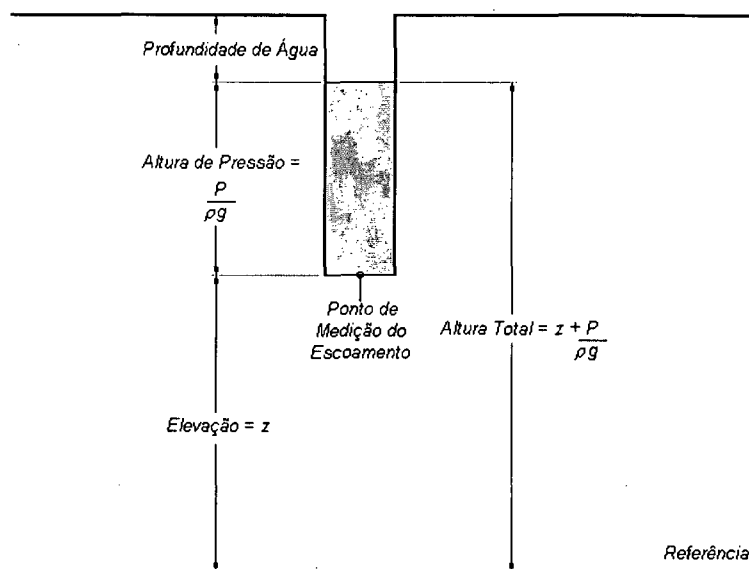 Profundidade de Água
Altura de Pressão =
P
ρg
Ponto de
Medição do
Escoamento
Altura Total = z + P
ρg
Elevação = z
Referência